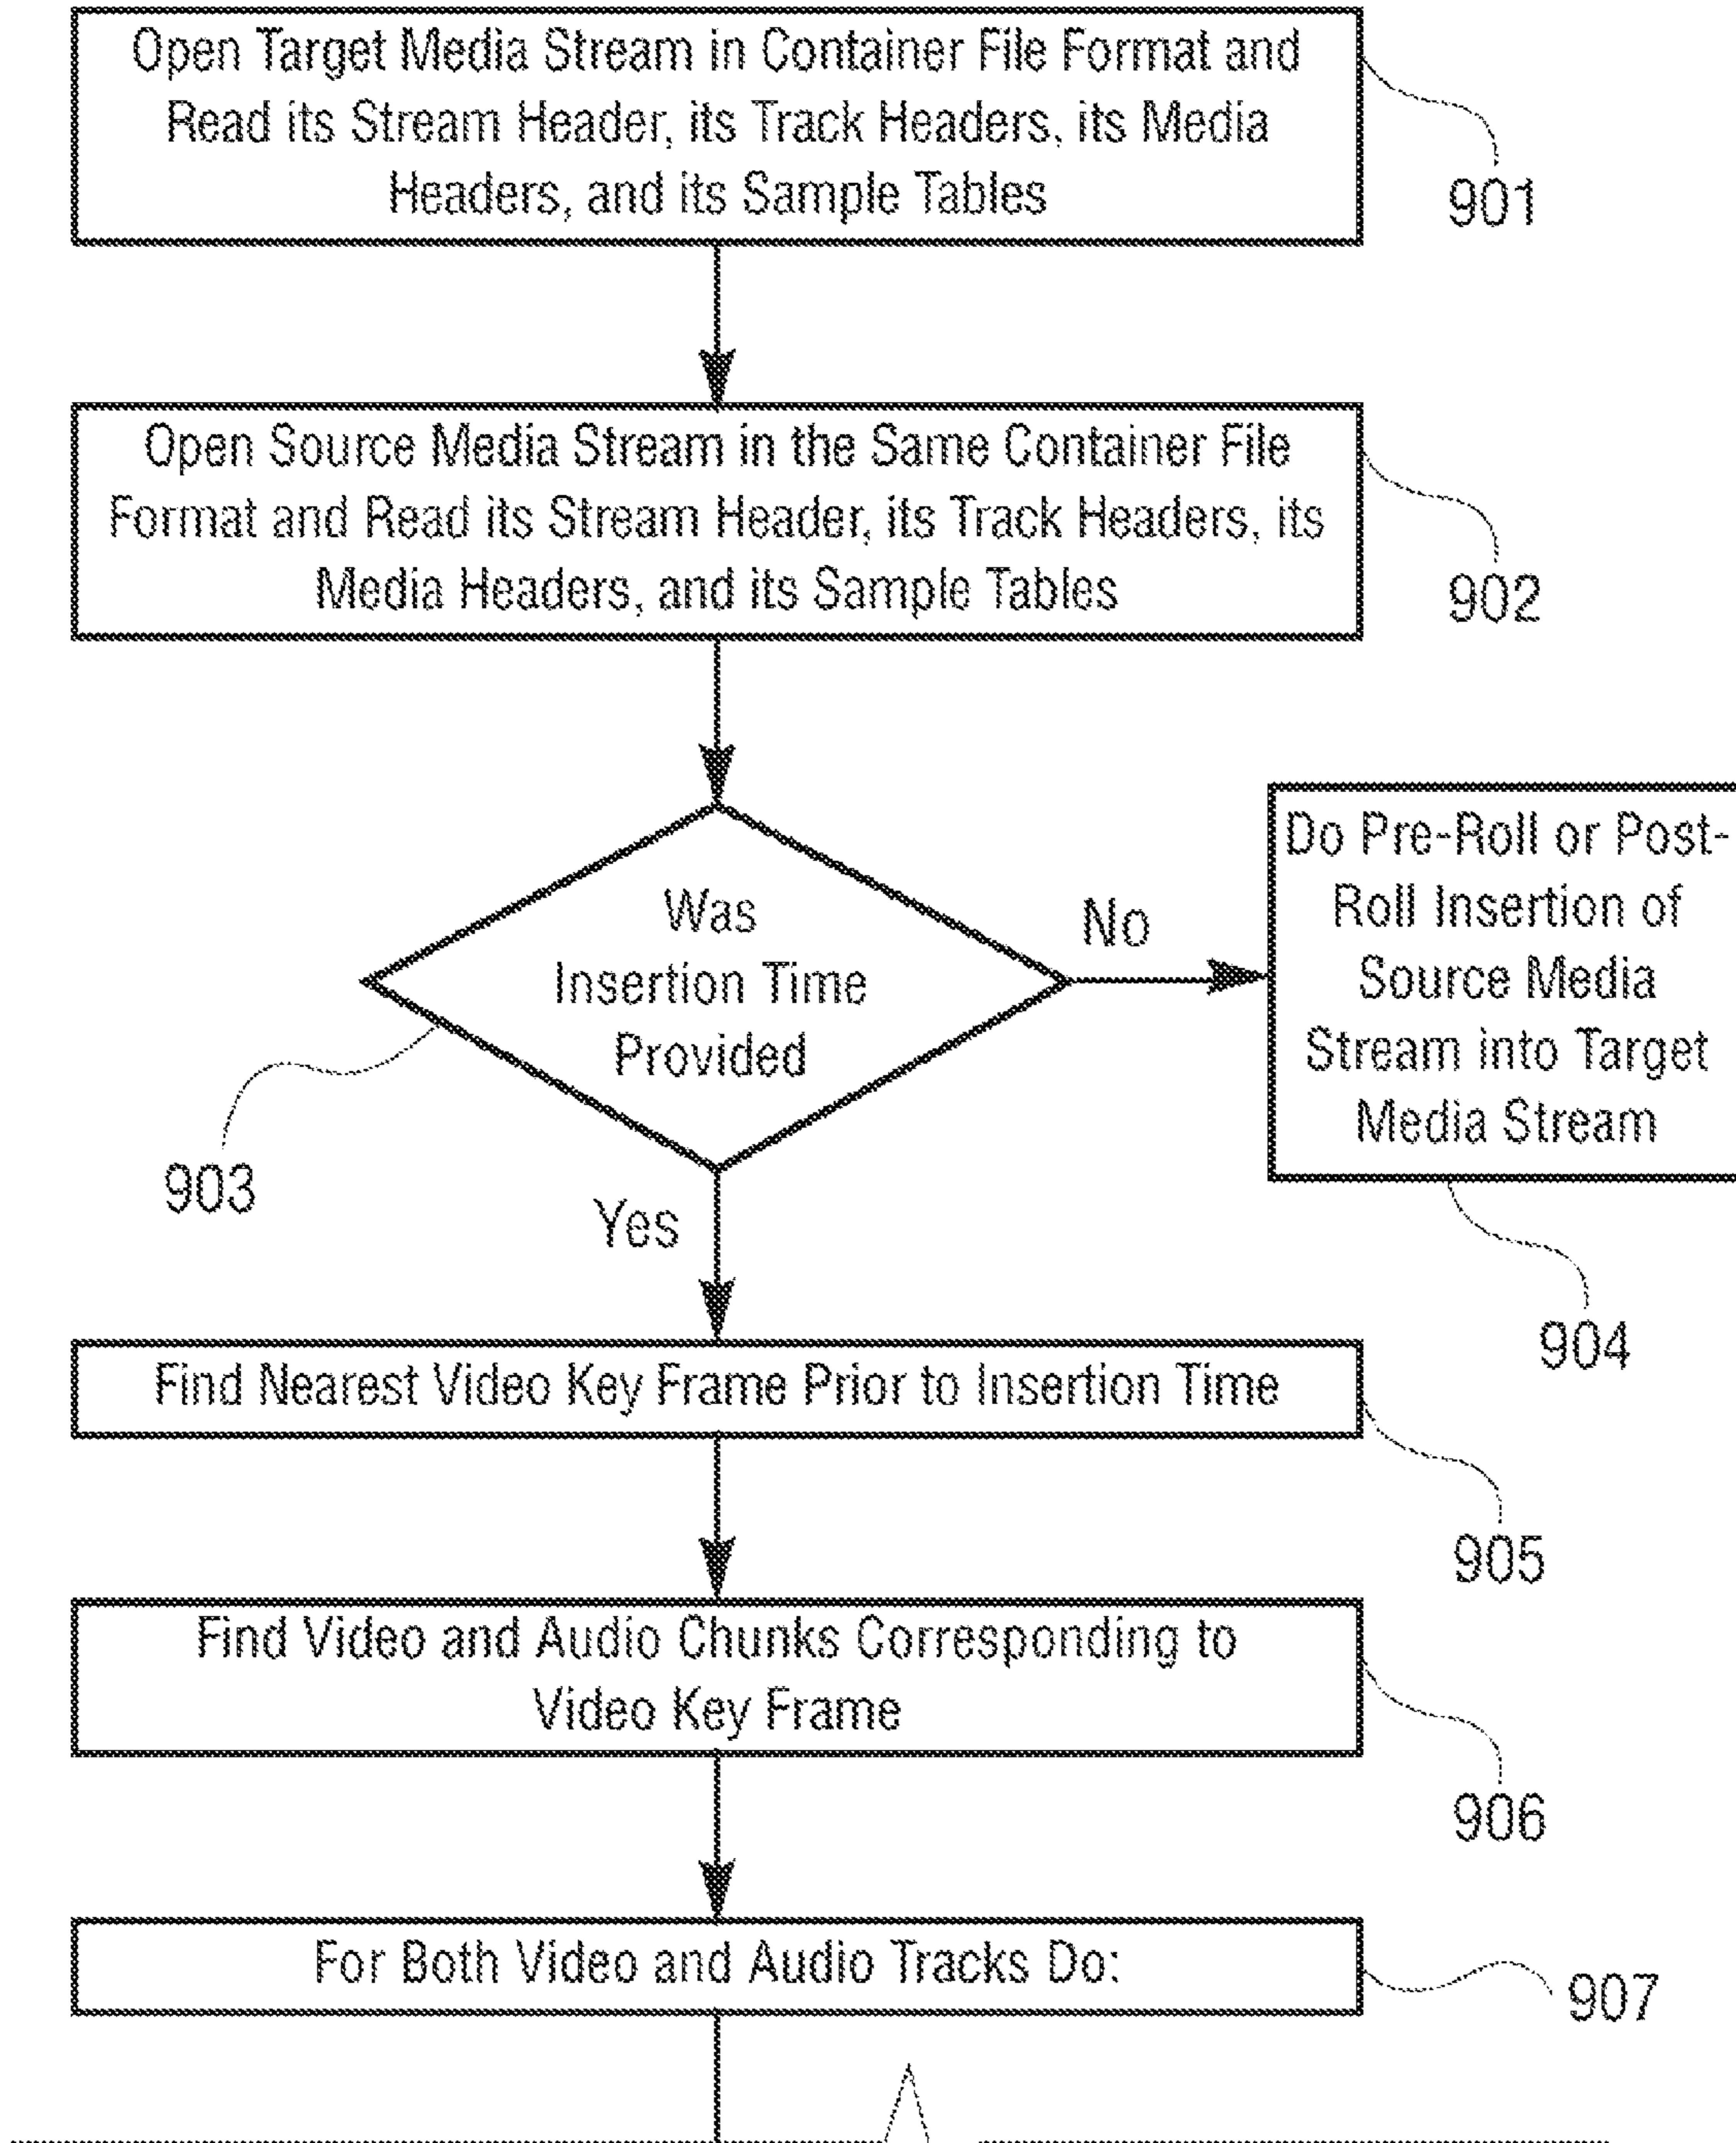 Open Target Media Stream in Container File Format and
Read its Stream Header, its Track Headers, its Media
Headers, and its Sample Tables
901
Open Source Media Stream in the Same Container File
Format and Read its Stream Header, its Track Headers, its
Media Headers, and its Sample Tables
902
Was
Insertion Time
Provided
903
No
Do Pre-Roll or Post-
Roll Insertion of
Source Media
Stream into Target
Media Stream
904
Yes
Find Nearest Video Key Frame Prior to Insertion Time
905
Find Video and Audio Chunks Corresponding to
Video Key Frame
906
For Both Video and Audio Tracks Do:
907